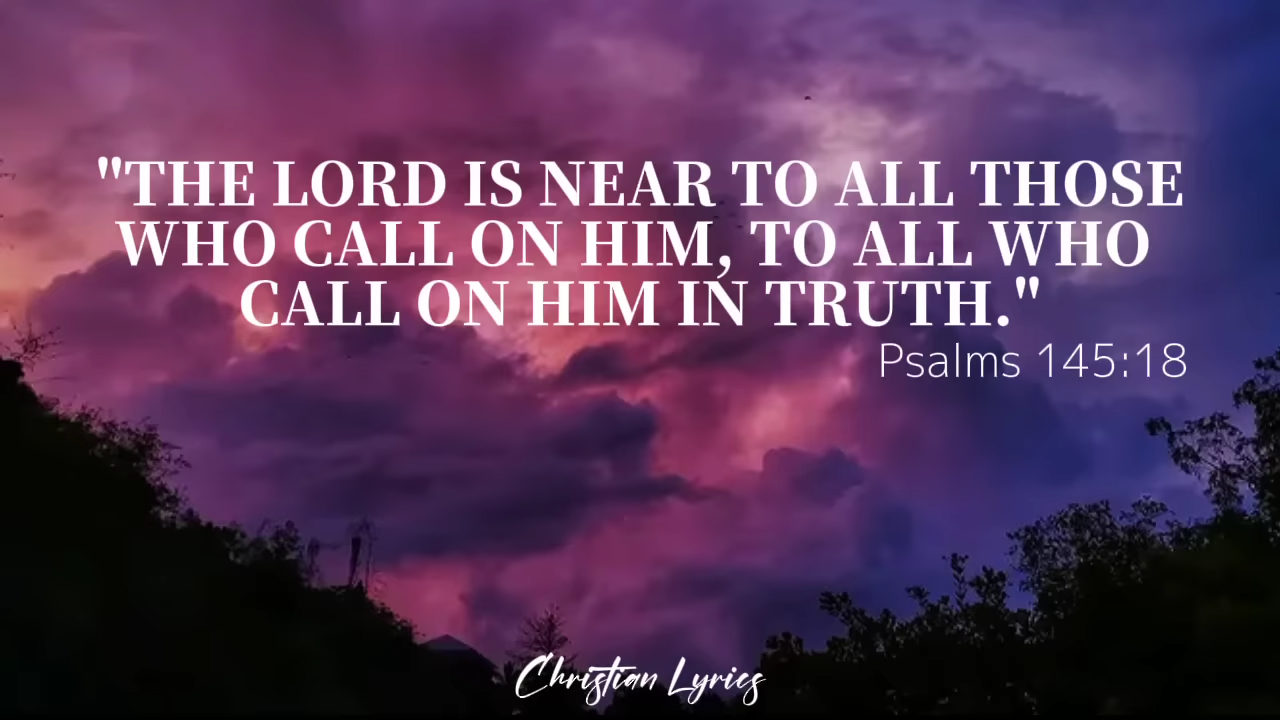 "THE LORD IS NEAR TO ALL THOSE
WHO CALL ON HIM, TO ALL WHO
CALL ON HIM IN TRUTH."
Psalms 145:18
Christian Lyrics